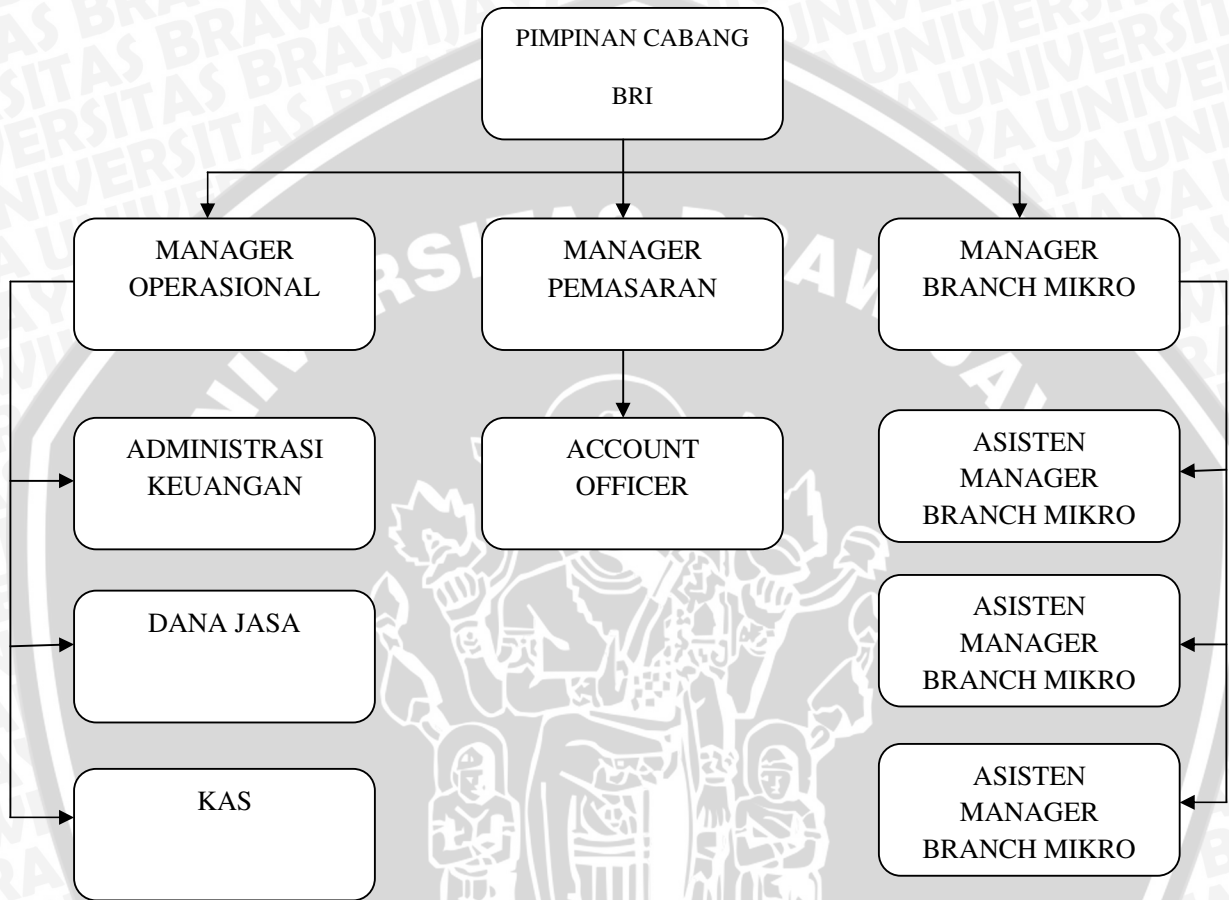 PIMPINAN CABANG
BRI
MANAGER
OPERASIONAL
MANAGER
PEMASARAN
MANAGER
BRANCH MIKRO
ADMINISTRASI
KEUANGAN
ACCOUNT
OFFICER
ASISTEN
MANAGER
BRANCH MIKRO
DANA JASA
ASISTEN
MANAGER
BRANCH MIKRO
KAS
ASISTEN
MANAGER
BRANCH MIKRO